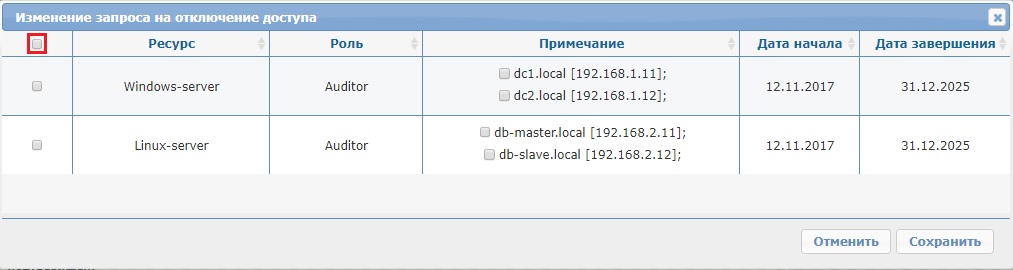 Изменение запроса на отключение доступа
Ресурс Роль Примечание Дата начала Дата завершения
Windows-server Auditor dc1.local [192.168.1.11]; 12.11.2017 31.12.2025
dc2.local [192.168.1.12];
Linux-server Auditor db-master.local [192.168.2.11]; 12.11.2017 31.12.2025
db-slave.local [192.168.2.12];
Отменить Сохранить